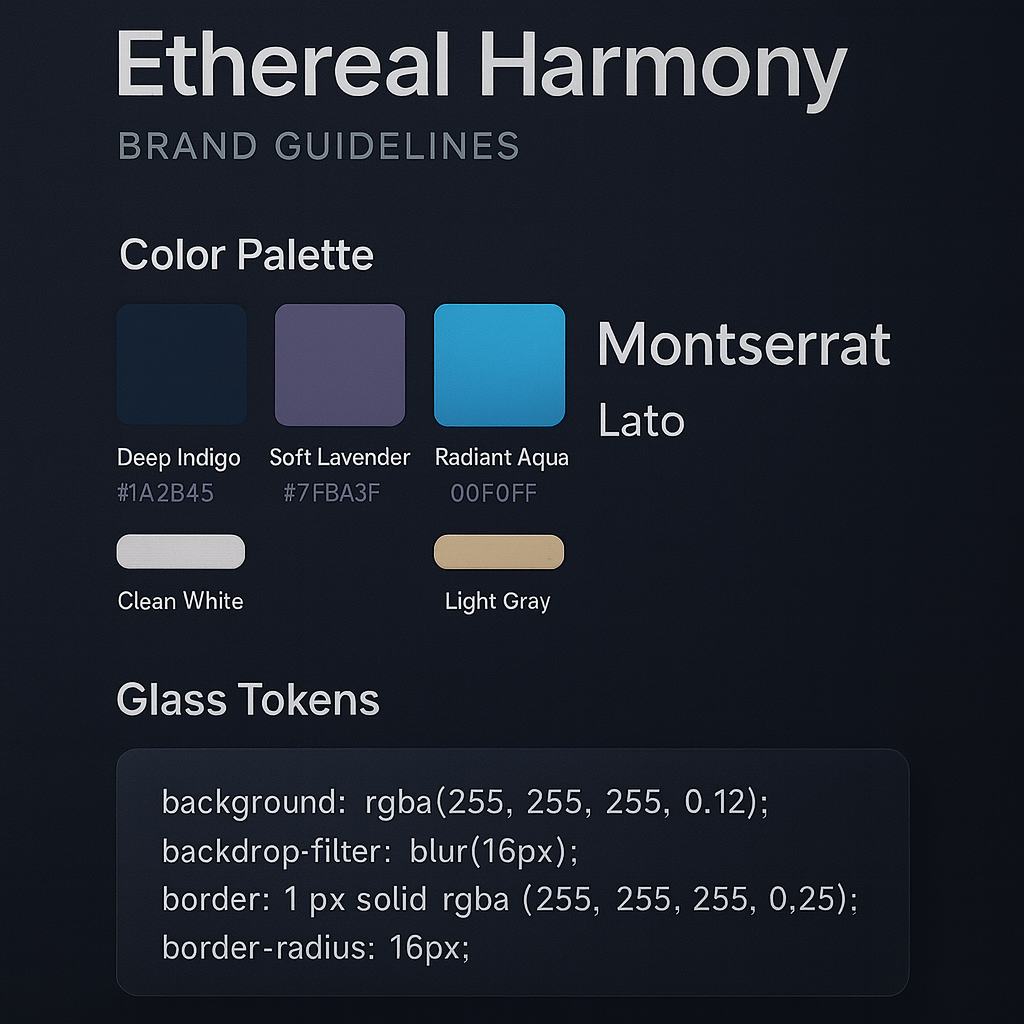 Ethereal Harmony
BRAND GUIDELINES
Color Palette
Montserrat
Lato
Deep Indigo Soft Lavender Radiant Aqua
#1A2B45 #7FBA3F 00F0FF
Clean White Light Gray
Glass Tokens
background: rgba(255, 255, 255, 0.12);
backdrop-filter: blur(16px);
border: 1 px solid rgba (255, 255, 255, 0,25);
border-radius: 16px;